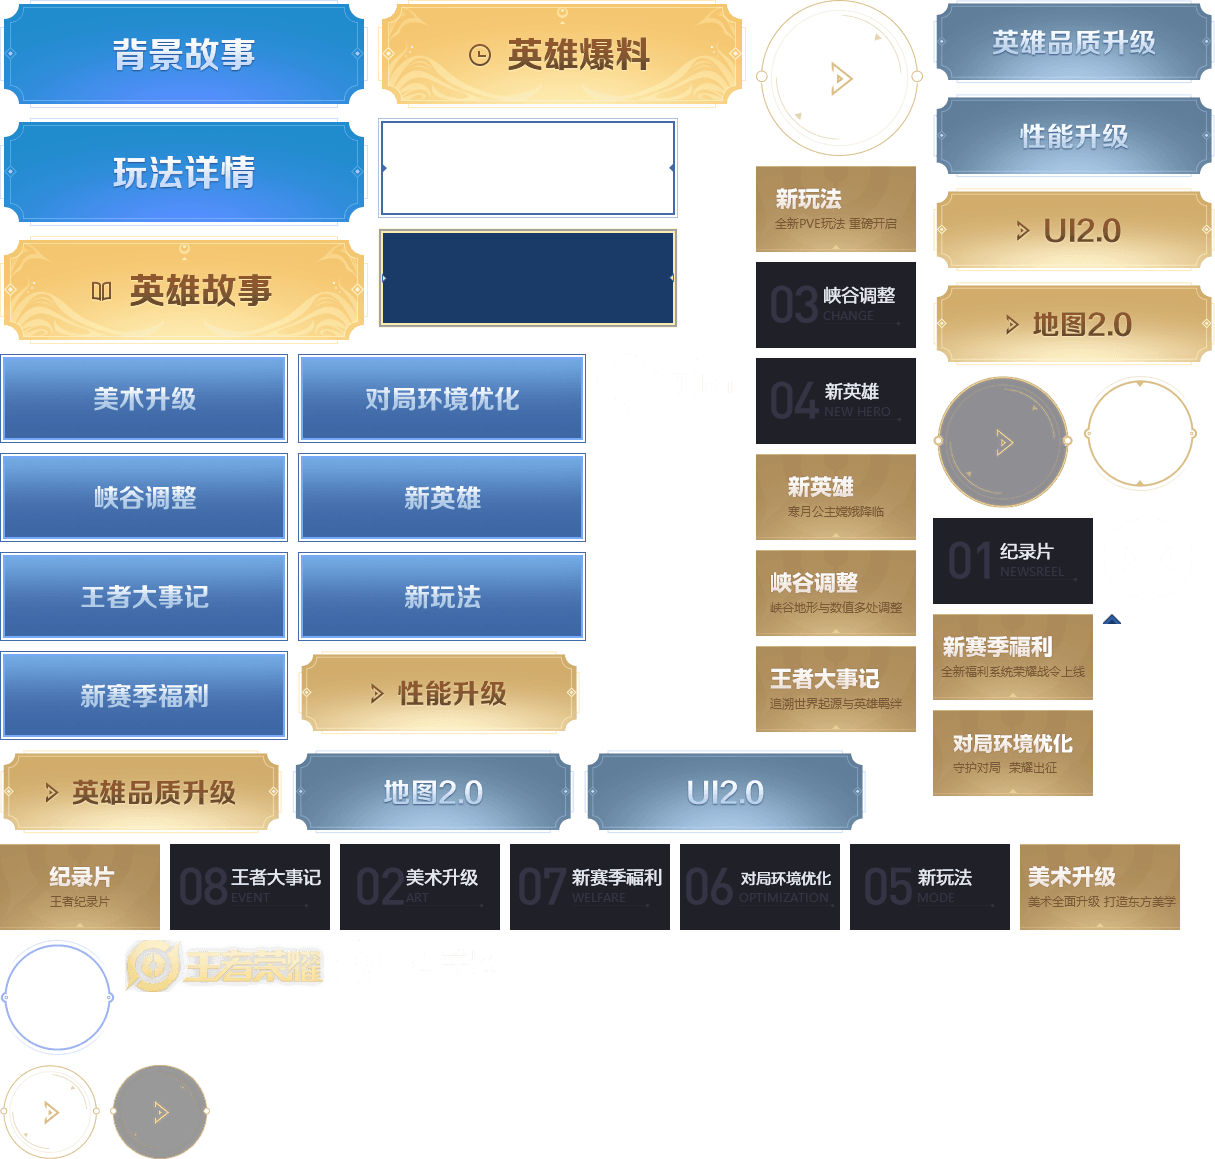 背景故事
英雄爆料
英雄品质升级
玩法详情
性能升级
新玩法
全新PVE玩法 重磅开启
UI2.0
英雄故事
03 峡谷调整
CHANGE
地图2.0
美术升级
对局环境优化
04 新英雄
NEW HERO
峡谷调整
新英雄
新英雄
寒月公主嫦娥降临
01 纪录片
NEWSREEL
王者大事记
新玩法
峡谷调整
峡谷地形与数值多处调整
新赛季福利
全新福利系统荣耀战令上线
新赛季福利
性能升级
王者大事记
追溯世界起源与英雄羁绊
对局环境优化
守护对局 荣耀出征
英雄品质升级
地图2.0
UI2.0
纪录片
王者纪录片
08 王者大事记
EVENT
02 美术升级
ART
07 新赛季福利
WELFARE
06 对局环境优化
OPTIMIZATION
05 新玩法
MODE
美术升级
美术全面升级 打造东方美学
王者荣耀